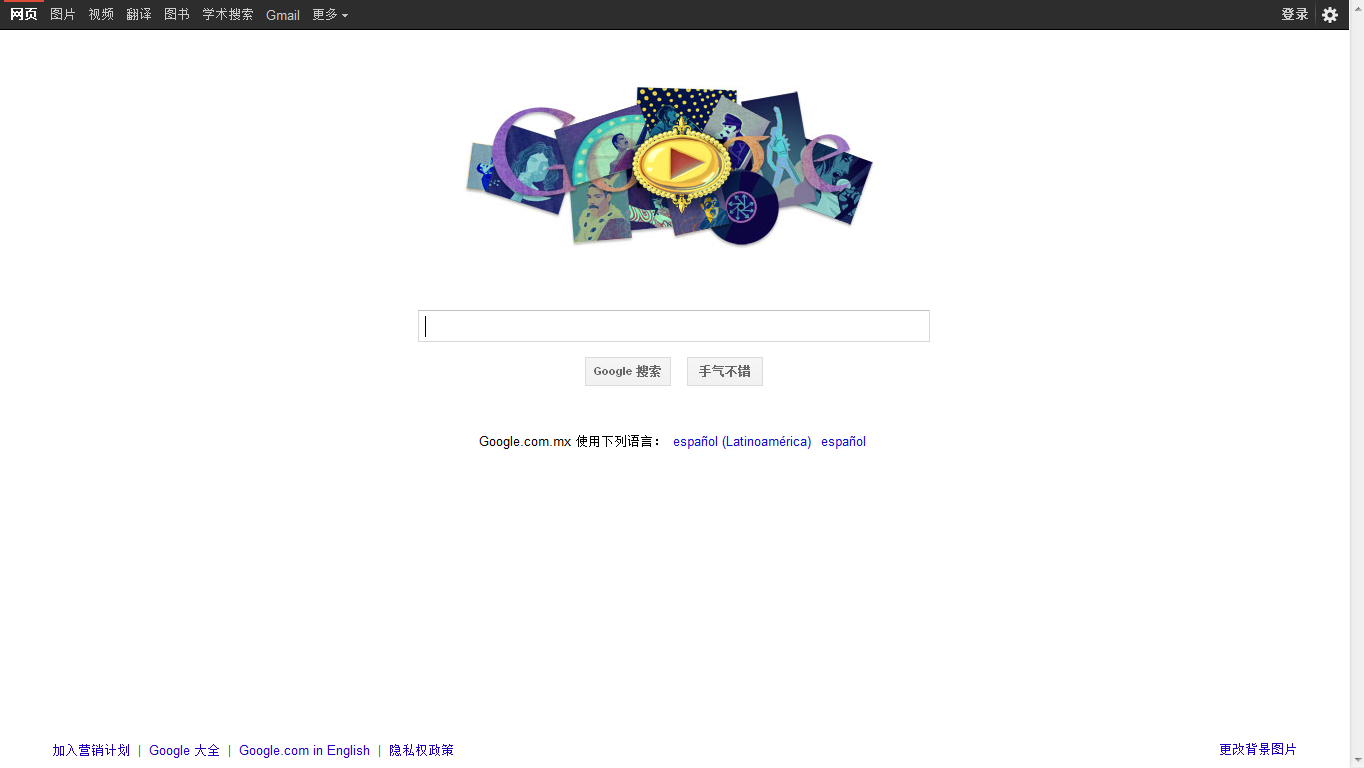 网页 图片 视频 翻译 图书 学术搜索 Gmail 更多 登录
Google
Google 搜索 手气不错
Google.com.mx 使用下列语言： español (Latinoamérica) español
加入营销计划 | Google 大全 | Google.com in English | 隐私权政策 更改背景图片